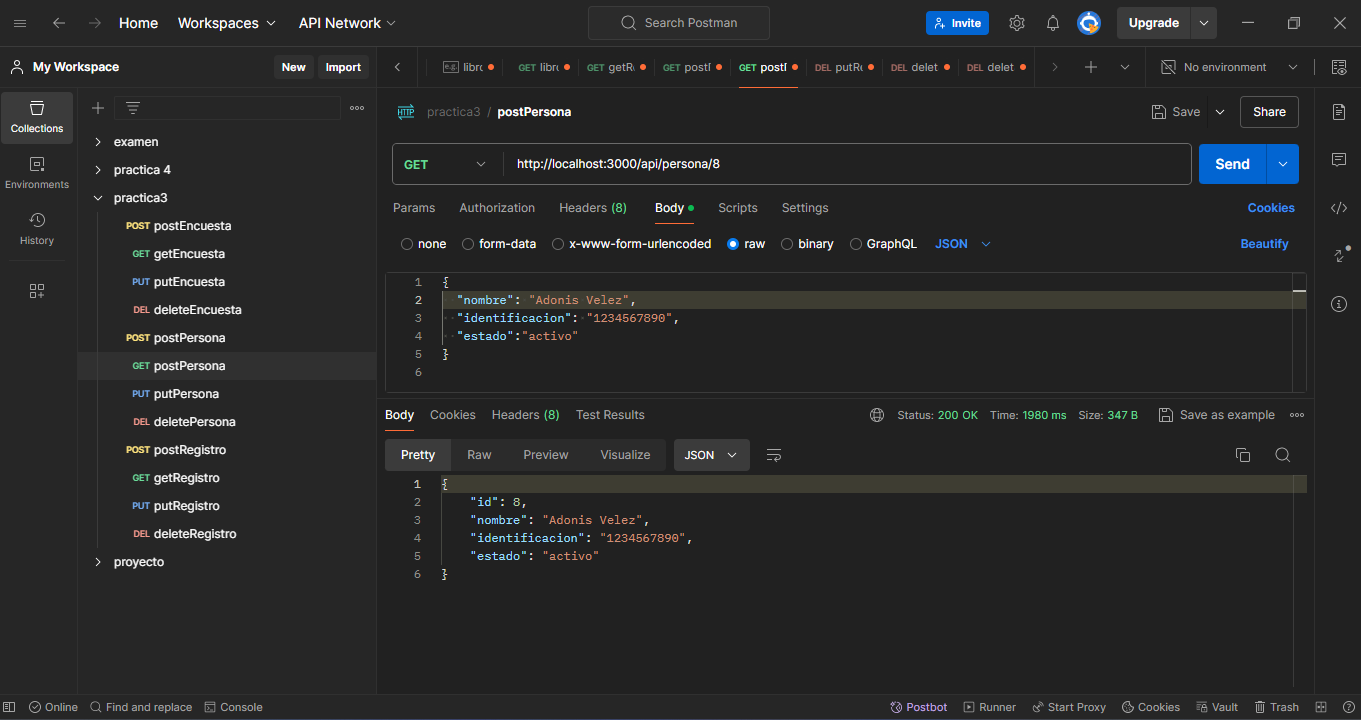 Home Workspaces API Network Search Postman Invite Upgrade
My Workspace New Import libro GET libro GET getRe GET postP GET postP DEL putRe DEL delet DEL delet No environment
Collections
Environments
History
examen
practica 4
practica3
POST postEncuesta
GET getEncuesta
PUT putEncuesta
DEL deleteEncuesta
POST postPersona
GET postPersona
PUT putPersona
DEL deletePersona
POST postRegistro
GET getRegistro
PUT putRegistro
DEL deleteRegistro
proyecto
HTTP practica3 / postPersona Save Share
GET http://localhost:3000/api/persona/8 Send
Params Authorization Headers (8) Body Scripts Settings Cookies
none form-data x-www-form-urlencoded raw binary GraphQL JSON Beautify
1 {
2 "nombre": "Adonis Velez",
3 "identificacion": "1234567890",
4 "estado":"activo"
5 }
6
Body Cookies Headers (8) Test Results Status: 200 OK Time: 1980 ms Size: 347 B Save as example
Pretty Raw Preview Visualize JSON
1 {
2 "id": 8,
3 "nombre": "Adonis Velez",
4 "identificacion": "1234567890",
5 "estado": "activo"
6 }
Online Find and replace Console Postbot Runner Start Proxy Cookies Vault Trash